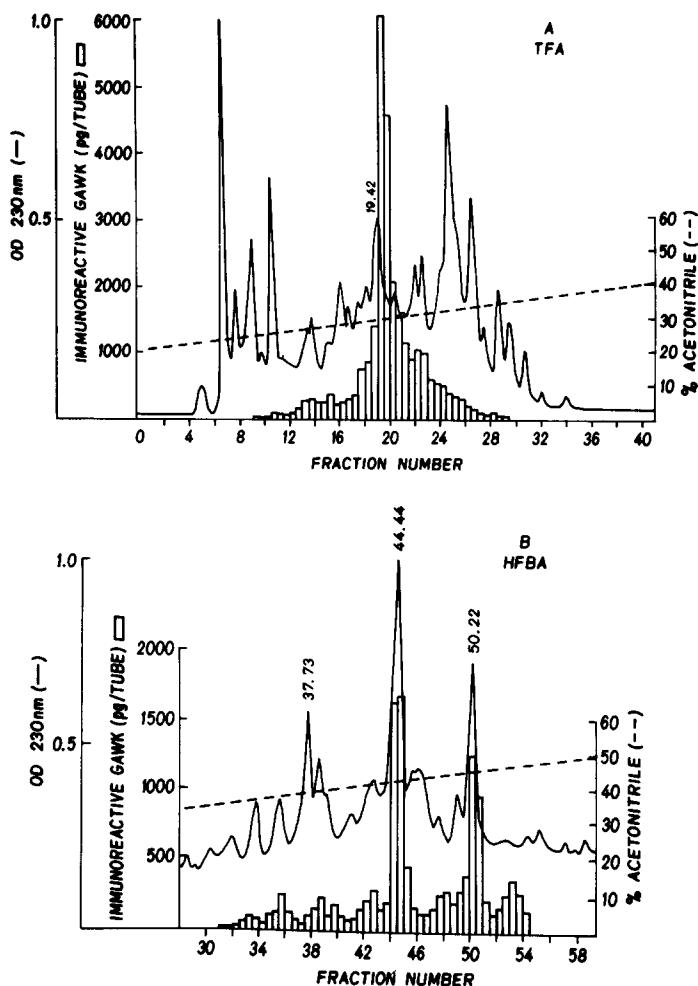 A
TFA
OD 230nm (—)
1.0
0.5
IMMUNOREACTIVE GAWK (pg/TUBE)
6000
5000
4000
3000
2000
1000
19.42
60
50
40
30
20
10
% ACETONITRILE (--)
0 4 8 12 16 20 24 28 32 36 40
FRACTION NUMBER
B
HFBA
OD 230nm (—)
1.0
0.5
IMMUNOREACTIVE GAWK (pg/TUBE)
2000
1500
1000
500
37.73
44.44
50.22
60
50
40
30
20
10
% ACETONITRILE (--)
30 34 38 42 46 50 54 58
FRACTION NUMBER